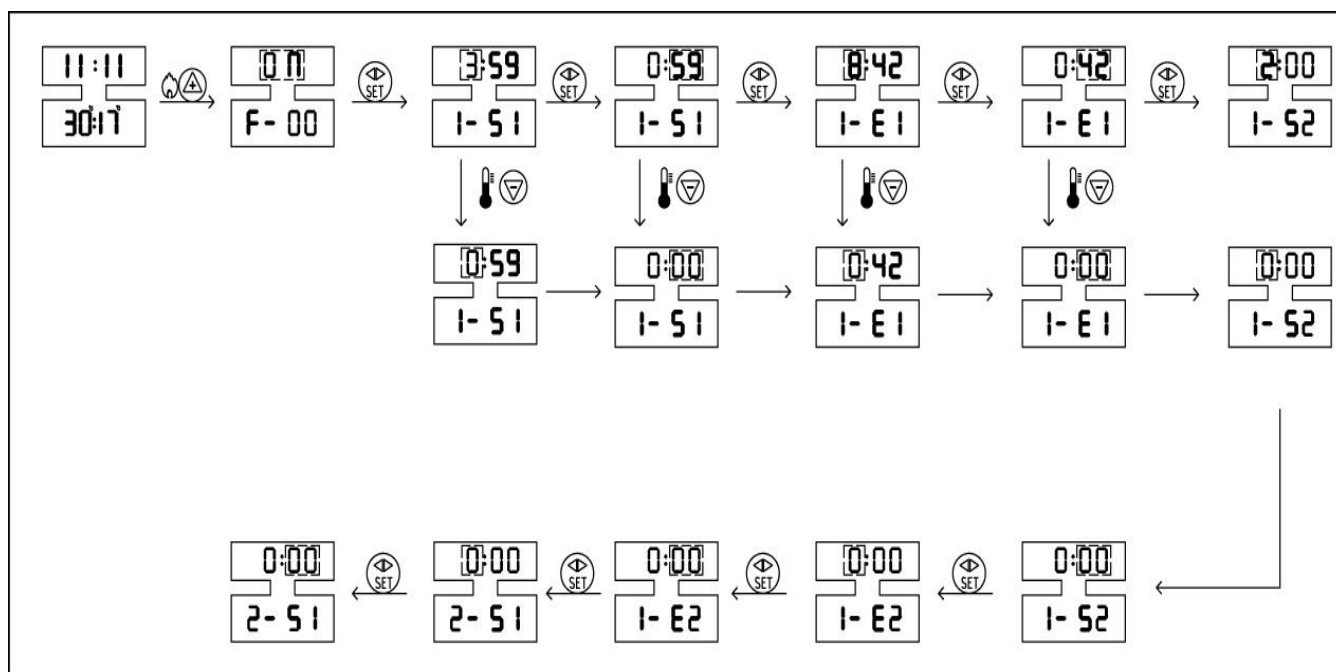 11:11
30:17
ON
F- 00
SET
3:59
1- S1
SET
0:59
1- S1
SET
8:42
1- E1
SET
0:42
1- E1
SET
2:00
1- S2
0:59
1- S1
0:00
1- S1
0:42
1- E1
0:00
1- E1
0:00
1- S2
0:00
2- S1
SET
0:00
2- S1
SET
0:00
1- E2
SET
0:00
1- E2
SET
0:00
1- S2